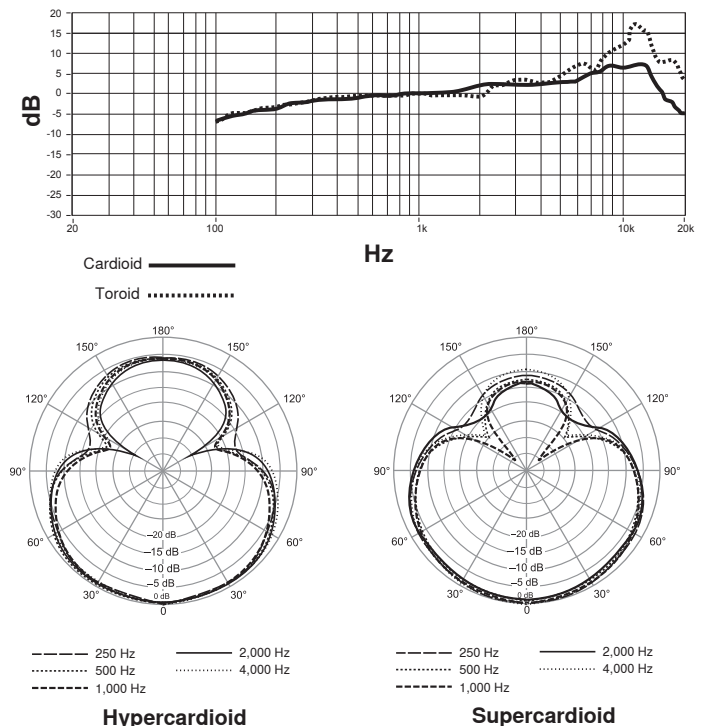 20
15
10
5
0
-5
-10
-15
-20
-25
-30
dB
20 100 1k 10k 20k
Hz
Cardioid
Toroid
180°
150° 150°
120° 120°
90° 90°
60° 60°
30° 30°
0
–20 dB
–15 dB
–10 dB
–5 dB
0 dB
250 Hz 2,000 Hz
500 Hz 4,000 Hz
1,000 Hz
Hypercardioid
180°
150° 150°
120° 120°
90° 90°
60° 60°
30° 30°
0
–20 dB
–15 dB
–10 dB
–5 dB
0 dB
250 Hz 2,000 Hz
500 Hz 4,000 Hz
1,000 Hz
Supercardioid